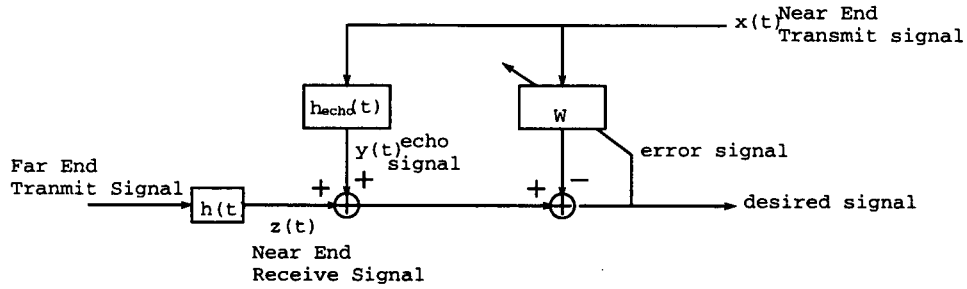 x(t) Near End
Transmit signal
hecho(t)
W
y(t) echo
signal
error signal
Far End
Tranmit Signal
+ +
+ −
h(t
z(t)
desired signal
Near End
Receive Signal